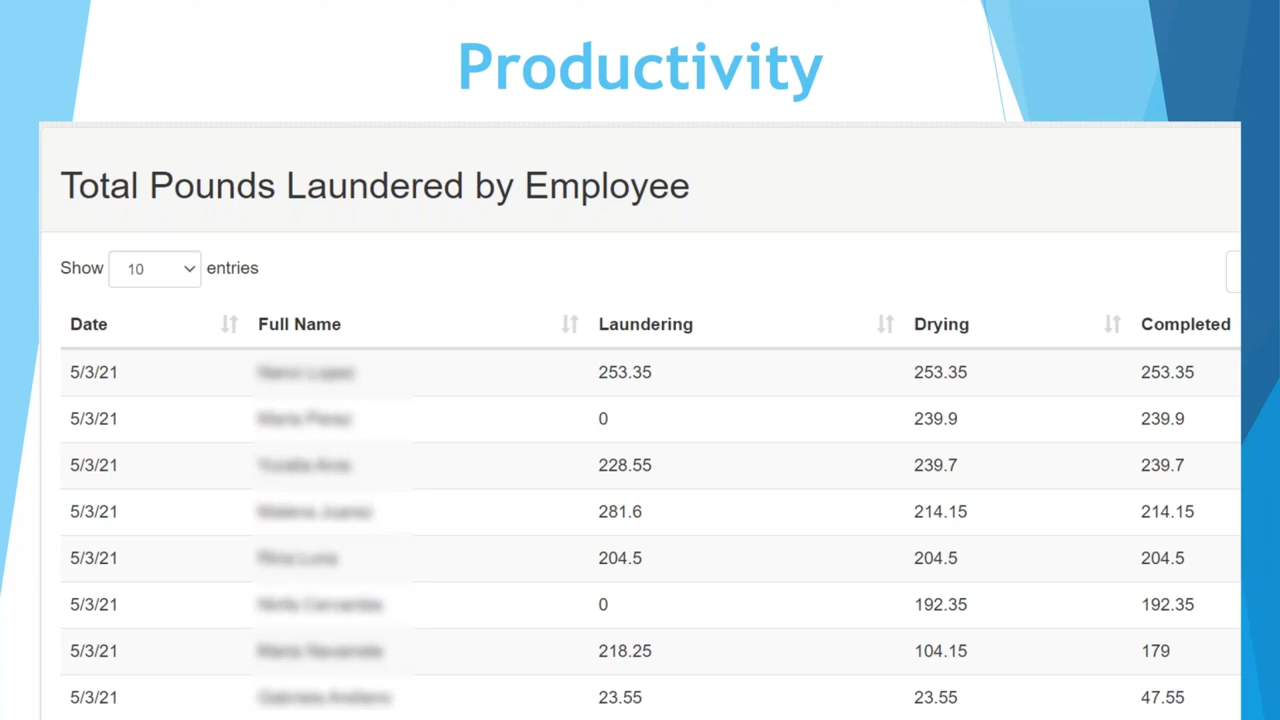 Productivity
Total Pounds Laundered by Employee
Show 10 entries
Date Full Name Laundering Drying Completed
5/3/21 253.35 253.35 253.35
5/3/21 0 239.9 239.9
5/3/21 228.55 239.7 239.7
5/3/21 281.6 214.15 214.15
5/3/21 204.5 204.5 204.5
5/3/21 0 192.35 192.35
5/3/21 218.25 104.15 179
5/3/21 23.55 23.55 47.55